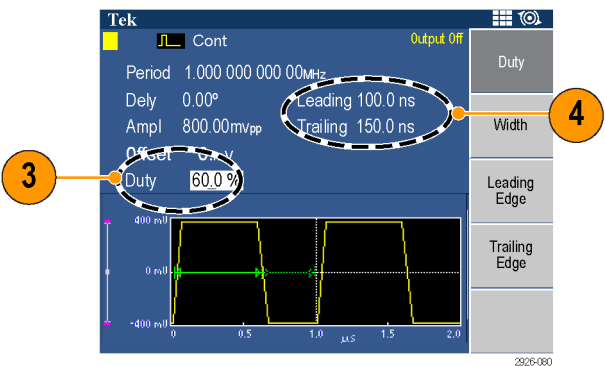 Tek
Cont
Output Off
Period 1.000 000 000 00MHz
Dely 0.00°
Leading 100.0 ns
Ampl 800.00mVpp
Trailing 150.0 ns
Offset
Duty 60.0 %
Duty
Width
Leading
Edge
Trailing
Edge
3
4
400 mV
0 mV
-400 mV
0 0.5 1.0 1.5 2.0
µs
2926-080